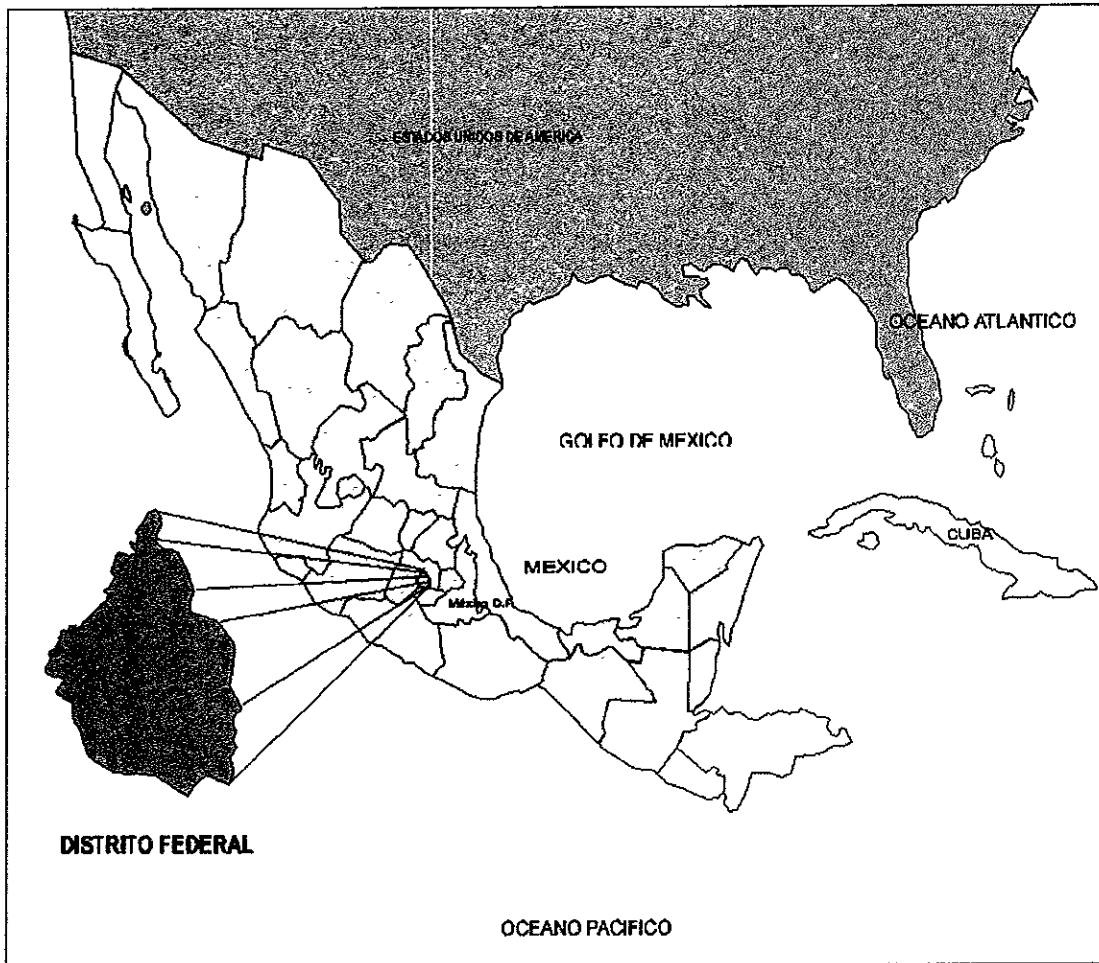 ESTADOS UNIDOS DE AMERICA
OCEANO ATLANTICO
GOLFO DE MEXICO
CUBA
MEXICO
México D.F.
DISTRITO FEDERAL
OCEANO PACIFICO